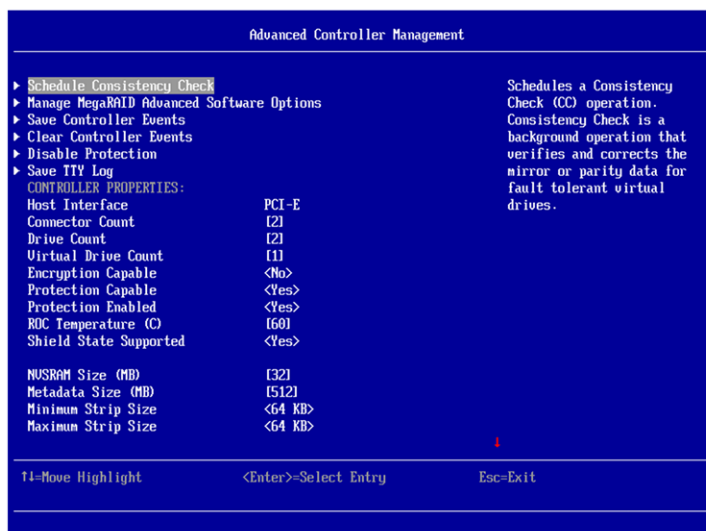 Advanced Controller Management
Schedule Consistency Check
Manage MegaRAID Advanced Software Options
Save Controller Events
Clear Controller Events
Disable Protection
Save TTY Log
CONTROLLER PROPERTIES:
Host Interface PCI-E
Connector Count [2]
Drive Count [2]
Virtual Drive Count [1]
Encryption Capable <No>
Protection Capable <Yes>
Protection Enabled <Yes>
ROC Temperature (C) [60]
Shield State Supported <Yes>
NVSRAM Size (MB) [32]
Metadata Size (MB) [512]
Minimum Strip Size <64 KB>
Maximum Strip Size <64 KB>
Schedules a Consistency
Check (CC) operation.
Consistency Check is a
background operation that
verifies and corrects the
mirror or parity data for
fault tolerant virtual
drives.
↑↓=Move Highlight <Enter>=Select Entry Esc=Exit